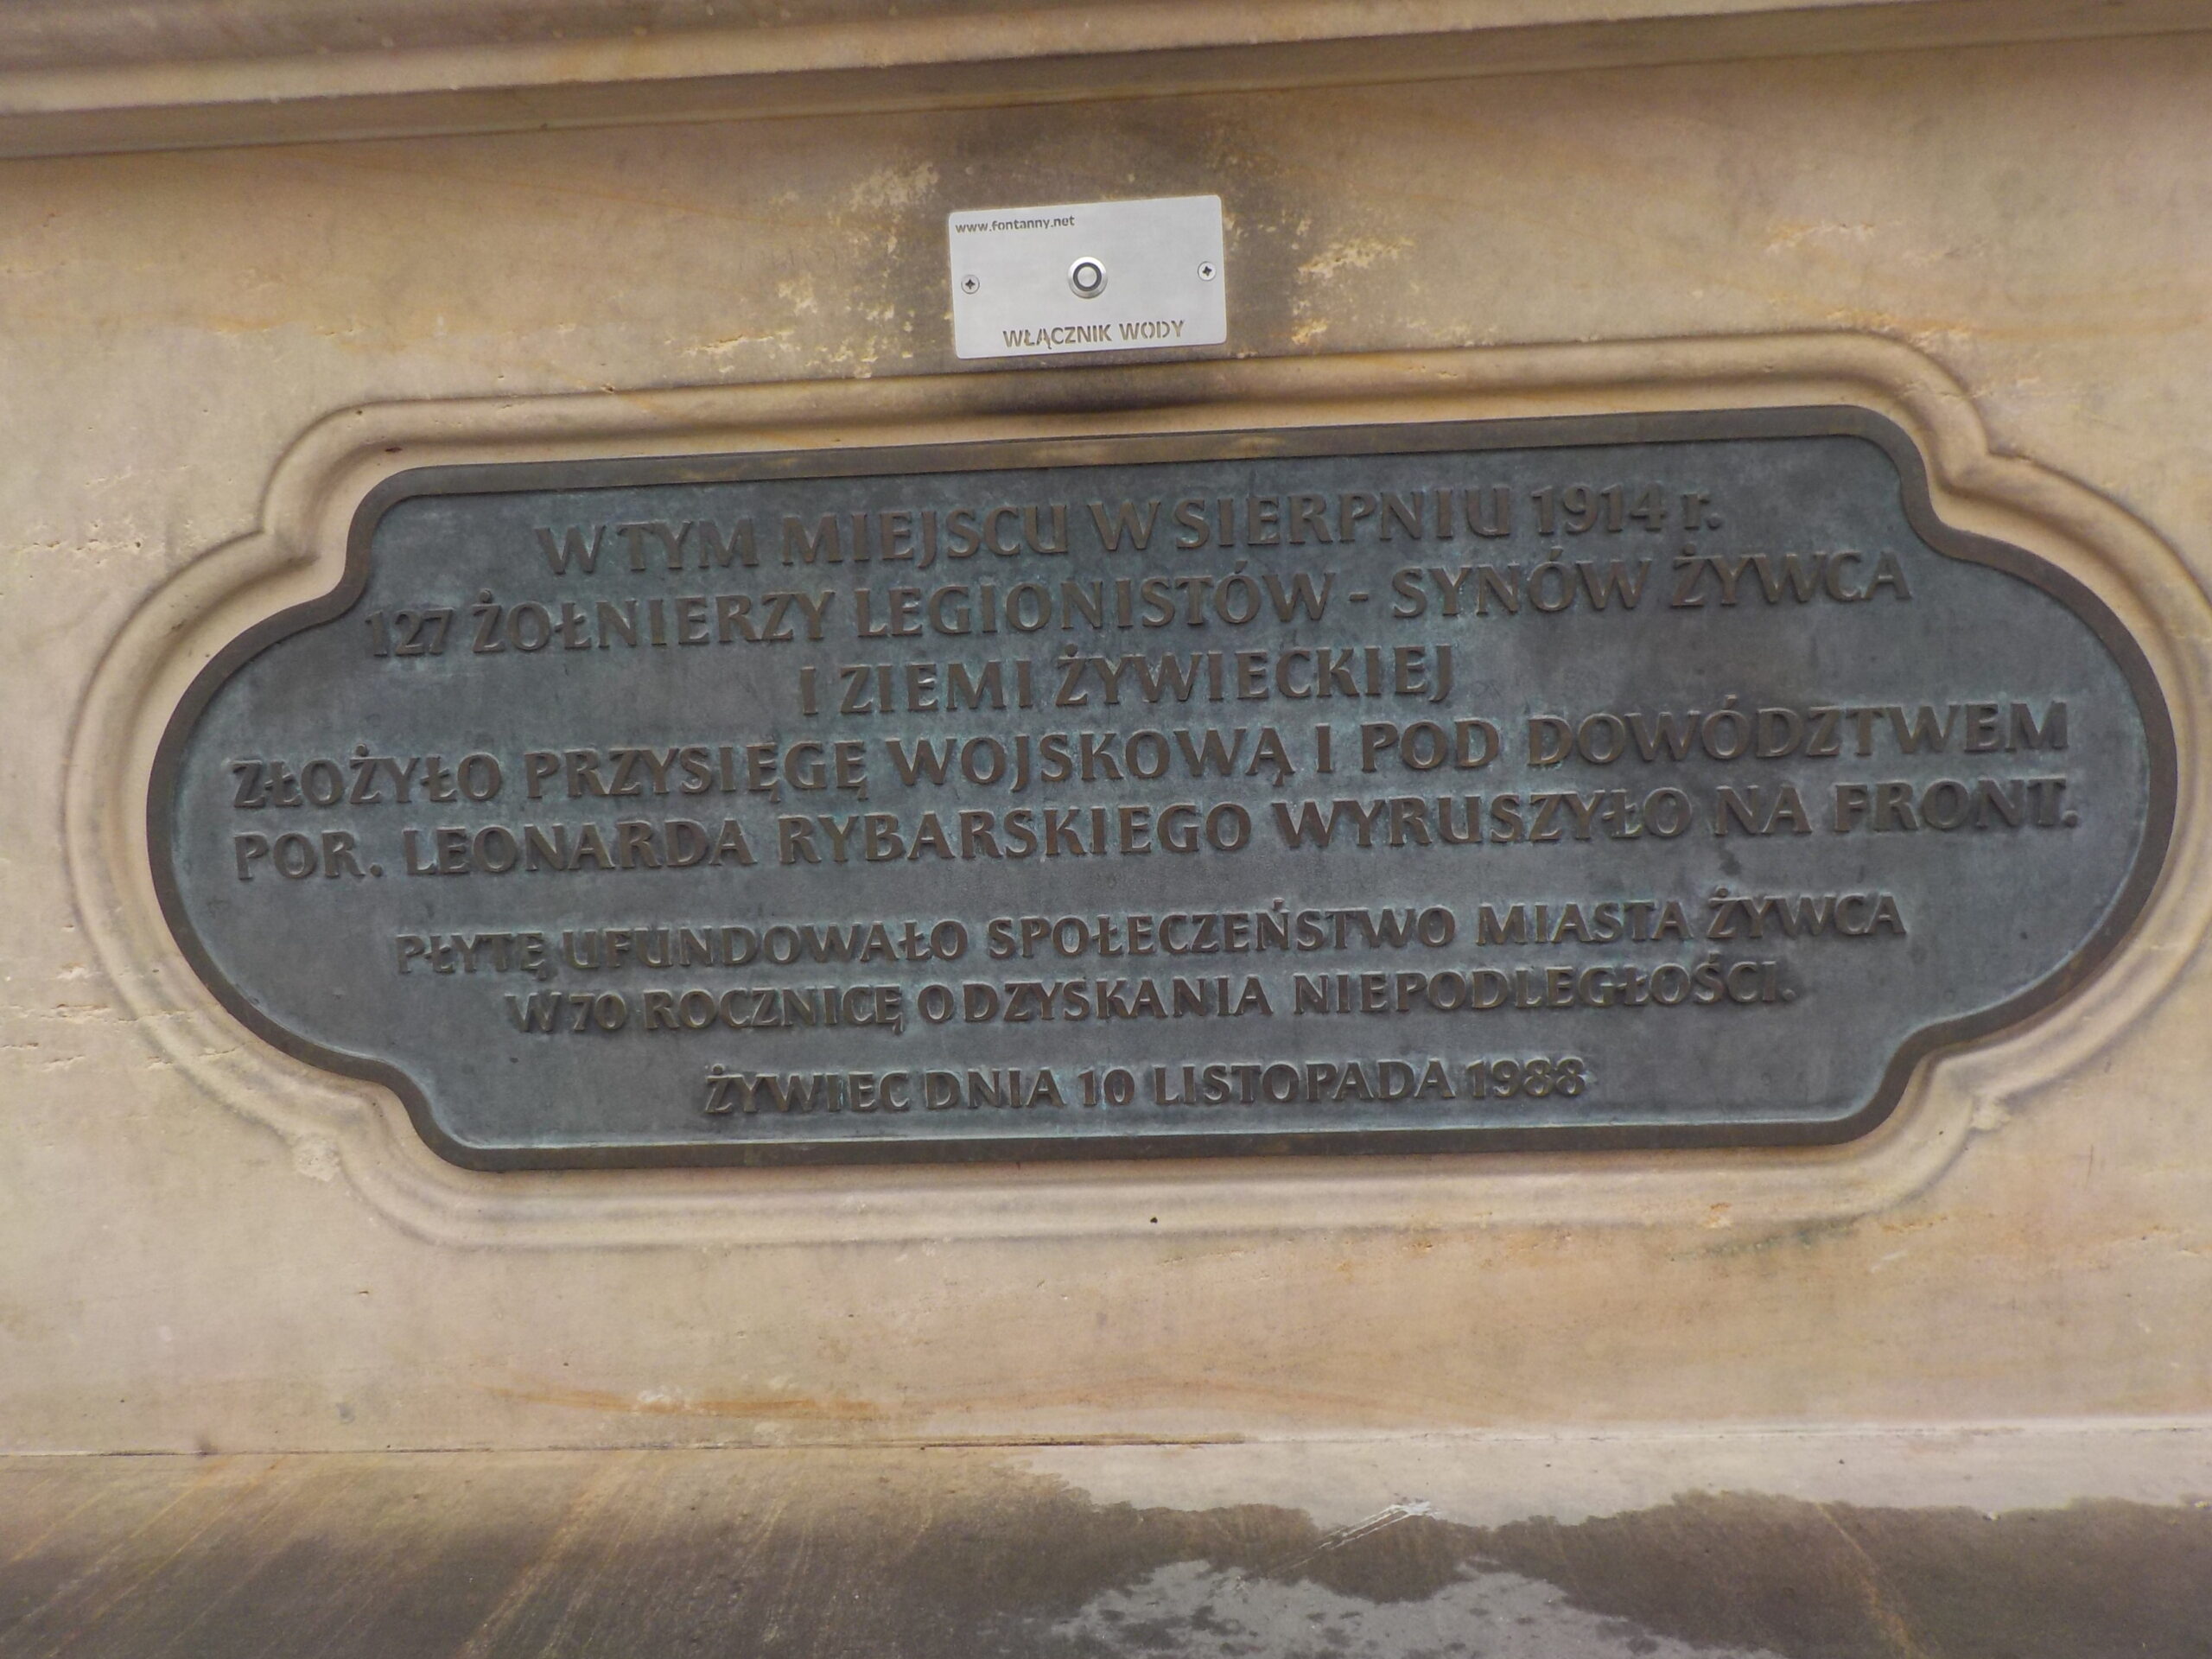 www.fontanny.net
WŁĄCZNIK WODY
W TYM MIEJSCU W SIERPNIU 1914 r.
127 ŻOŁNIERZY LEGIONISTÓW - SYNÓW ŻYWCA
I ZIEMI ŻYWIECKIEJ
ZŁOŻYŁO PRZYSIĘGĘ WOJSKOWĄ I POD DOWÓDZTWEM
POR. LEONARDA RYBARSKIEGO WYRUSZYŁO NA FRONT.
PŁYTĘ UFUNDOWAŁO SPOŁECZEŃSTWO MIASTA ŻYWCA
W 70 ROCZNICĘ ODZYSKANIA NIEPODLEGŁOŚCI.
ŻYWIEC DNIA 10 LISTOPADA 1988